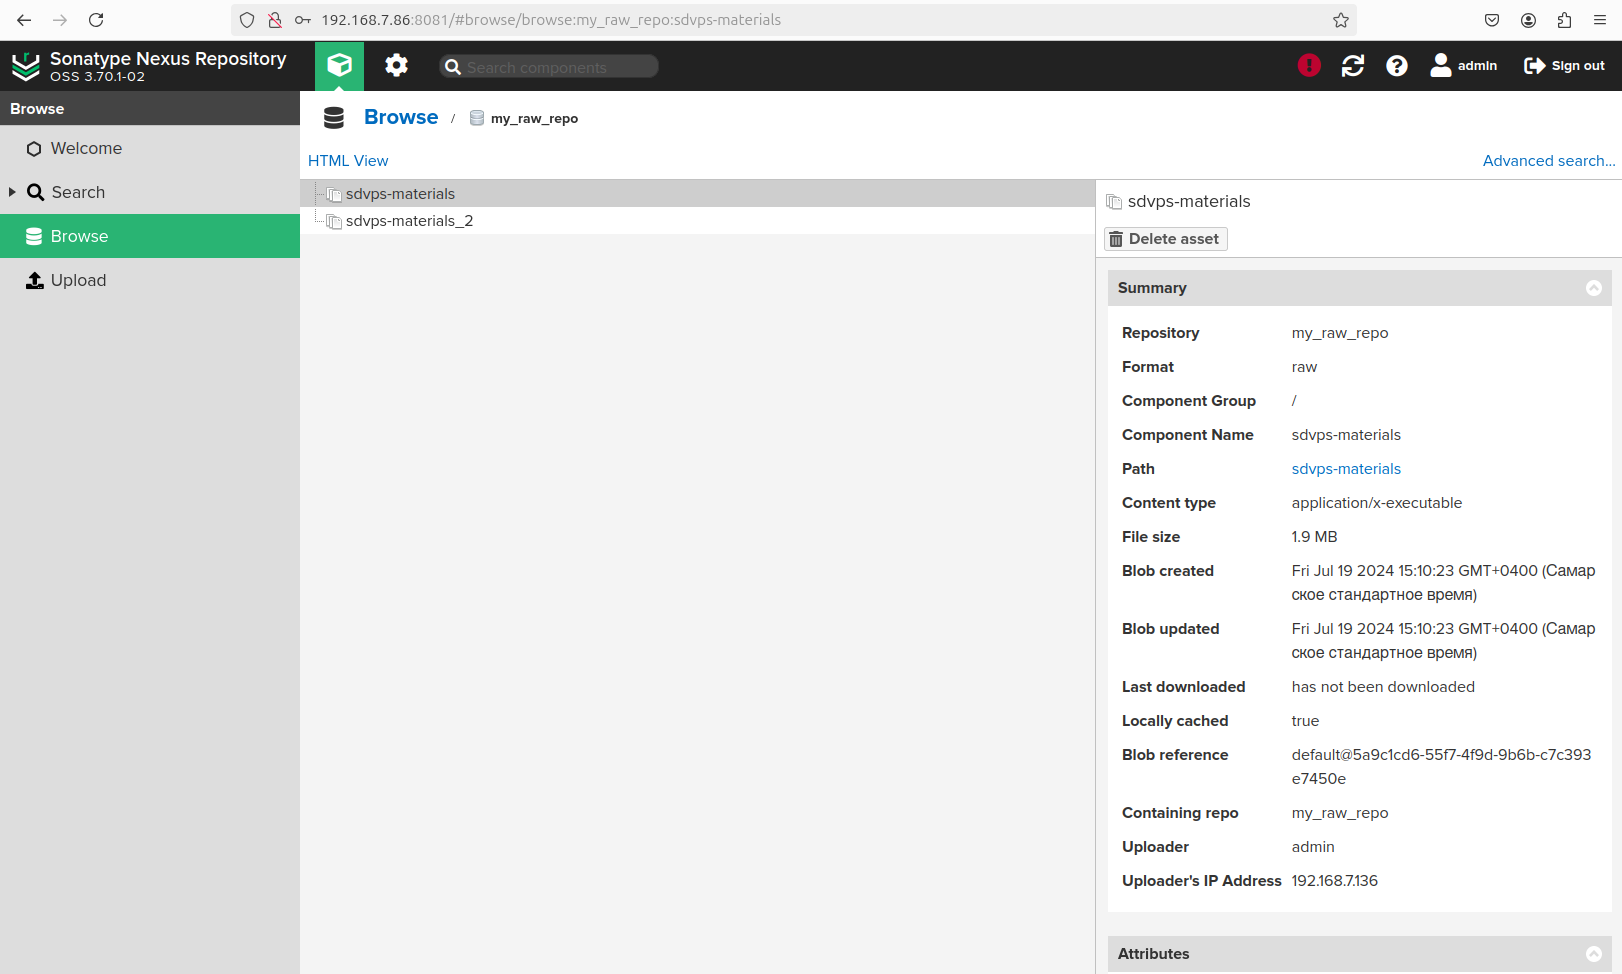 192.168.7.86:8081/#browse/browse:my_raw_repo:sdvps-materials
Sonatype Nexus Repository
OSS 3.70.1-02
Search components
admin
Sign out
Browse
Welcome
Search
Browse
Upload
Browse / my_raw_repo
HTML View
Advanced search...
sdvps-materials
sdvps-materials_2
sdvps-materials
Delete asset
Summary
Repository my_raw_repo
Format raw
Component Group /
Component Name sdvps-materials
Path sdvps-materials
Content type application/x-executable
File size 1.9 MB
Blob created Fri Jul 19 2024 15:10:23 GMT+0400 (Самар
ское стандартное время)
Blob updated Fri Jul 19 2024 15:10:23 GMT+0400 (Самар
ское стандартное время)
Last downloaded has not been downloaded
Locally cached true
Blob reference default@5a9c1cd6-55f7-4f9d-9b6b-c7c393
e7450e
Containing repo my_raw_repo
Uploader admin
Uploader's IP Address 192.168.7.136
Attributes